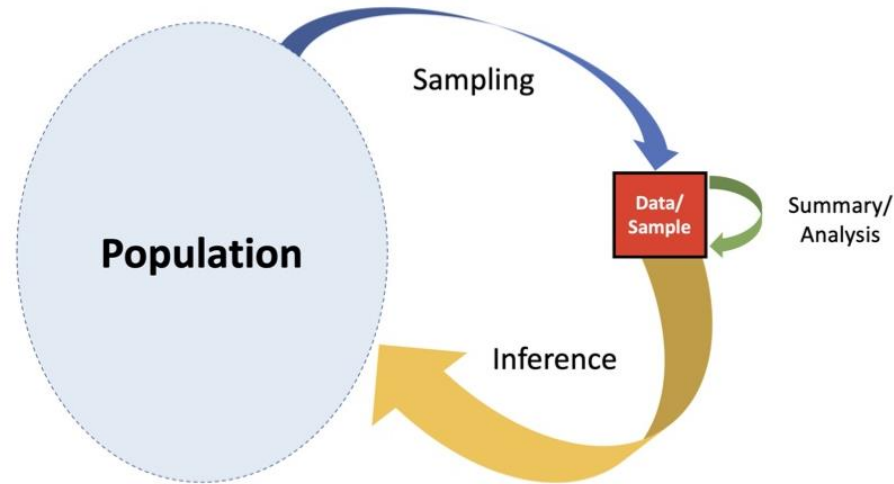 Sampling
Data/
Sample
Summary/
Analysis
Population
Inference